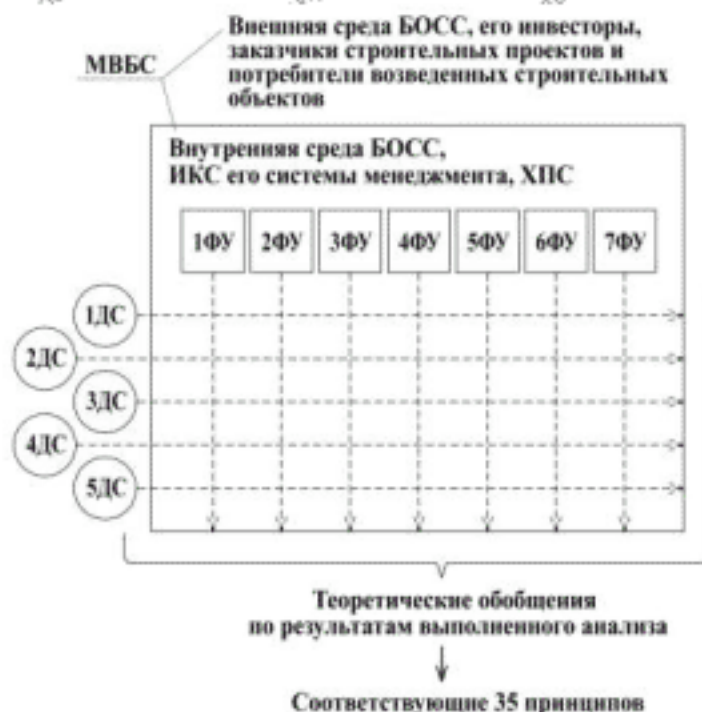 Внешняя среда БОСС, его инвесторы,
заказчики строительных проектов и
МВБС
потребители возведенных строительных
объектов
Внутренняя среда БОСС,
ИКС его системы менеджмента, ХПС
1ФУ 2ФУ 3ФУ 4ФУ 5ФУ 6ФУ 7ФУ
1ДС
2ДС
3ДС
4ДС
5ДС
Теоретические обобщения
по результатам выполненного анализа
Соответствующие 35 принципов